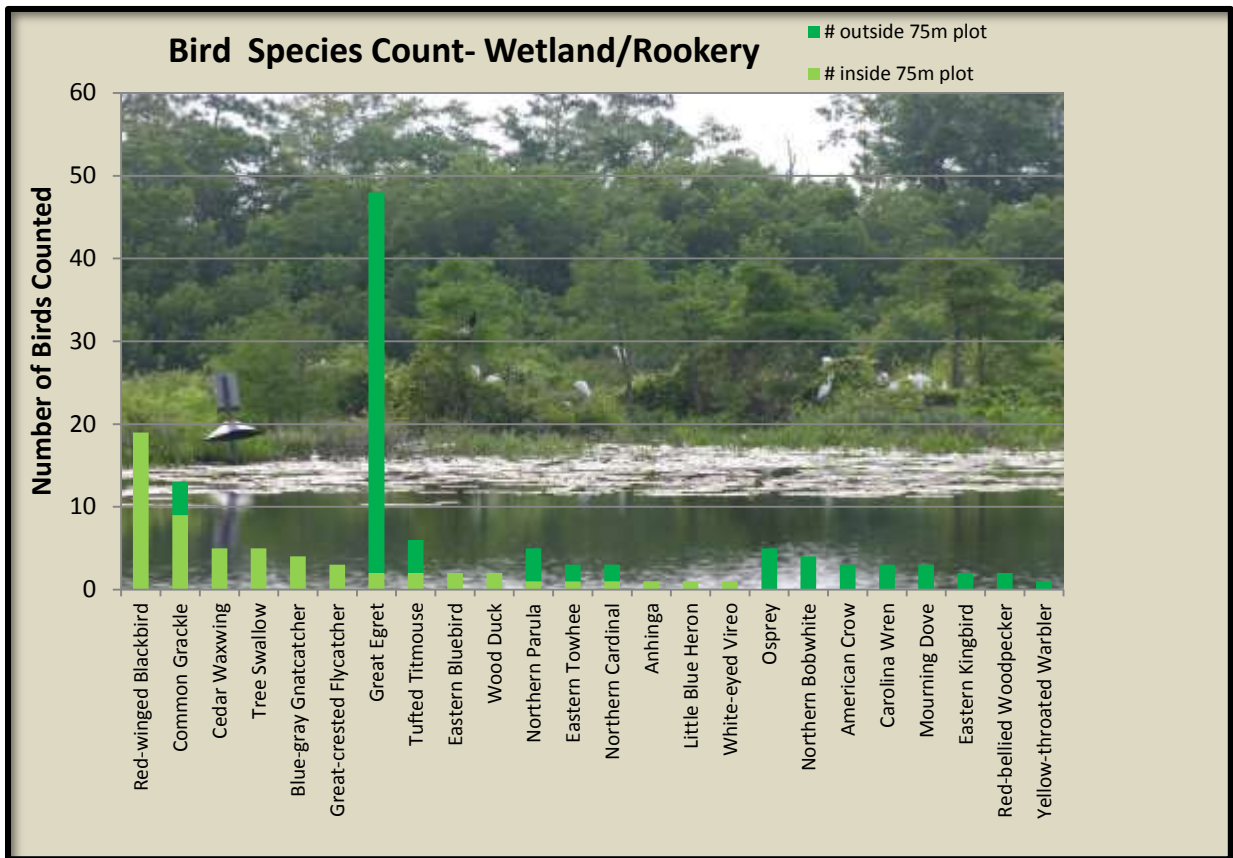 Bird  Species Count- Wetland/Rookery
# outside 75m plot
# inside 75m plot
Number of Birds Counted
60
50
40
30
20
10
0
Red-winged Blackbird
Common Grackle
Cedar Waxwing
Tree Swallow
Blue-gray Gnatcatcher
Great-crested Flycatcher
Great Egret
Tufted Titmouse
Eastern Bluebird
Wood Duck
Northern Parula
Eastern Towhee
Northern Cardinal
Anhinga
Little Blue Heron
White-eyed Vireo
Osprey
Northern Bobwhite
American Crow
Carolina Wren
Mourning Dove
Eastern Kingbird
Red-bellied Woodpecker
Yellow-throated Warbler